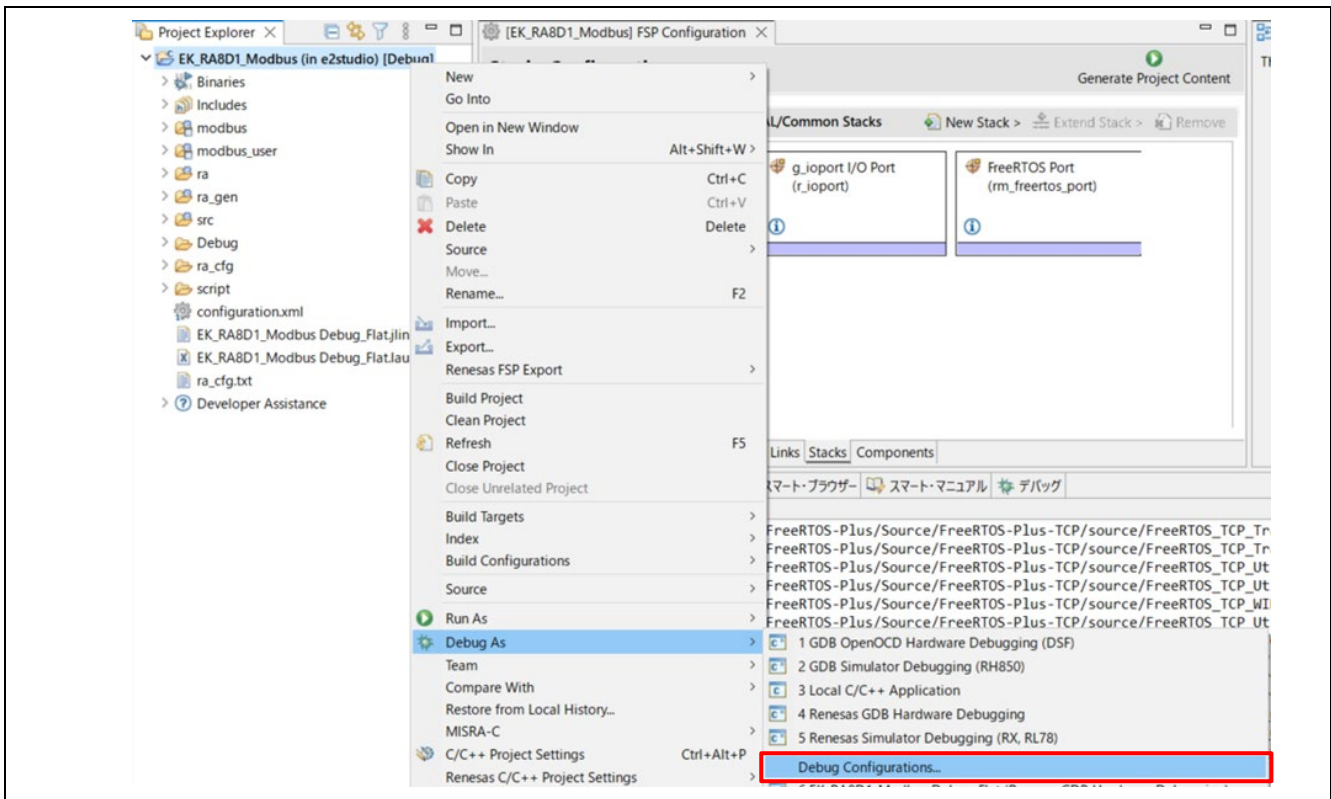 Project Explorer
EK_RA8D1_Modbus (in e2studio) [Debug]
Binaries
Includes
modbus
modbus_user
ra
ra_gen
src
Debug
ra_cfg
script
configuration.xml
EK_RA8D1_Modbus Debug_Flat.jlin
EK_RA8D1_Modbus Debug_Flat.lau
ra_cfg.txt
Developer Assistance
New
Go Into
Open in New Window
Show In Alt+Shift+W >
Copy Ctrl+C
Paste Ctrl+V
Delete Delete
Source
Move...
Rename... F2
Import...
Export...
Renesas FSP Export
Build Project
Clean Project
Refresh F5
Close Project
Close Unrelated Project
Build Targets
Index
Build Configurations
Source
Run As
Debug As
Team
Compare With
Restore from Local History...
MISRA-C
C/C++ Project Settings Ctrl+Alt+P
Renesas C/C++ Project Settings
[EK_RA8D1_Modbus] FSP Configuration
Generate Project Content
AL/Common Stacks
New Stack > Extend Stack > Remove
g_ioport I/O Port
(r_ioport)
FreeRTOS Port
(rm_freertos_port)
Links Stacks Components
スマート・ブラウザー スマート・マニュアル デバッグ
FreeRTOS-Plus/Source/FreeRTOS-Plus-TCP/source/FreeRTOS_TCP_Tr
FreeRTOS-Plus/Source/FreeRTOS-Plus-TCP/source/FreeRTOS_TCP_Tr
FreeRTOS-Plus/Source/FreeRTOS-Plus-TCP/source/FreeRTOS_TCP_Ut
FreeRTOS-Plus/Source/FreeRTOS-Plus-TCP/source/FreeRTOS_TCP_Ut
FreeRTOS-Plus/Source/FreeRTOS-Plus-TCP/source/FreeRTOS_TCP_WI
FreeRTOS-Plus/Source/FreeRTOS-Plus-TCP/source/FreeRTOS_TCP_Ut
1 GDB OpenOCD Hardware Debugging (DSF)
2 GDB Simulator Debugging (RH850)
3 Local C/C++ Application
4 Renesas GDB Hardware Debugging
5 Renesas Simulator Debugging (RX, RL78)
Debug Configurations...